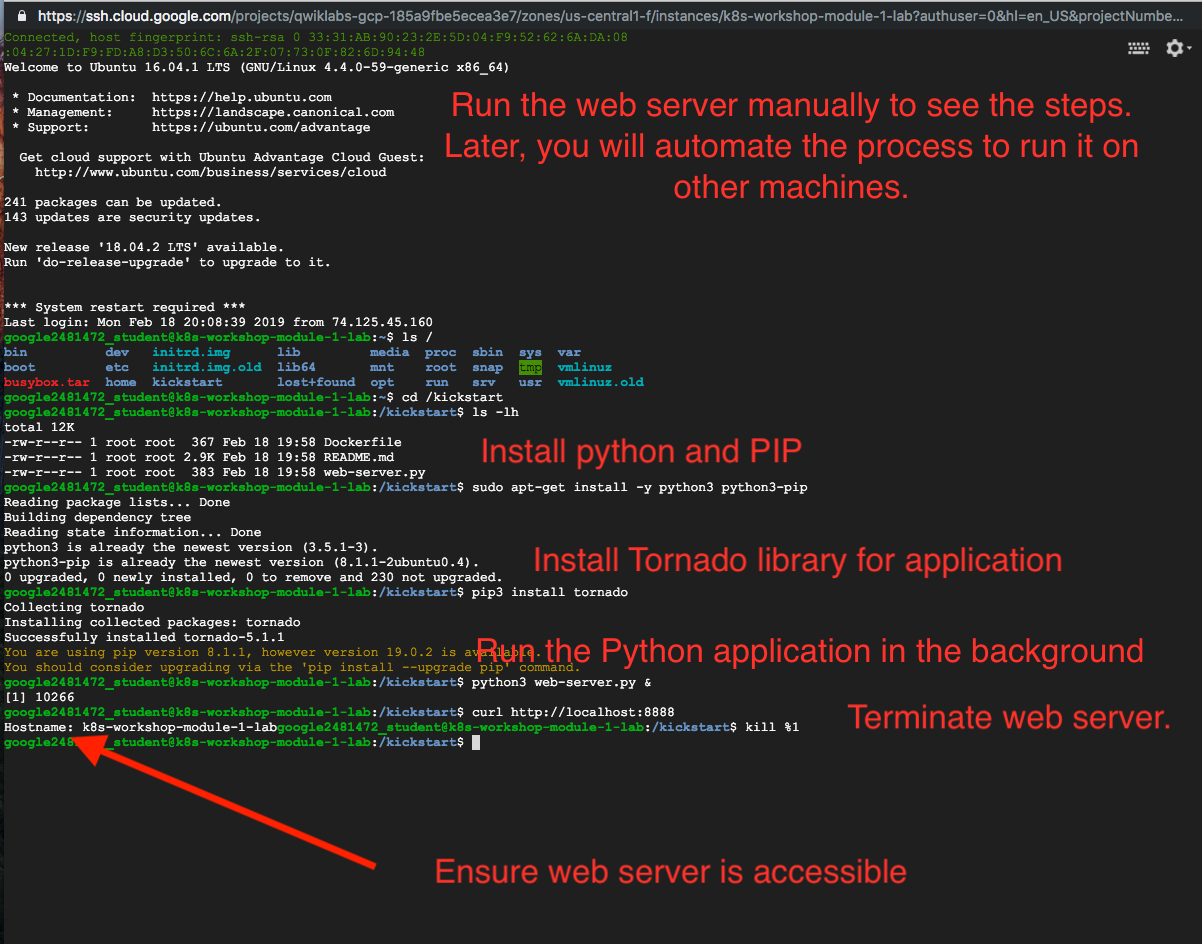 https://ssh.cloud.google.com/projects/qwiklabs-gcp-185a9fbe5ecea3e7/zones/us-central1-f/instances/k8s-workshop-module-1-lab?authuser=0&hl=en_US&projectNumbe...
Connected, host fingerprint: ssh-rsa 0 33:31:AB:90:23:2E:5D:04:F9:52:62:6A:DA:08
:04:27:1D:F9:FD:A8:D3:50:6C:6A:2F:07:73:0F:82:6D:94:48
Welcome to Ubuntu 16.04.1 LTS (GNU/Linux 4.4.0-59-generic x86_64)
* Documentation:  https://help.ubuntu.com
* Management:     https://landscape.canonical.com
* Support:        https://ubuntu.com/advantage
Run the web server manually to see the steps.
Later, you will automate the process to run it on
other machines.
Get cloud support with Ubuntu Advantage Cloud Guest:
http://www.ubuntu.com/business/services/cloud
241 packages can be updated.
143 updates are security updates.
New release '18.04.2 LTS' available.
Run 'do-release-upgrade' to upgrade to it.
*** System restart required ***
Last login: Mon Feb 18 20:08:39 2019 from 74.125.45.160
google2481472_student@k8s-workshop-module-1-lab:~$ ls /
bin dev initrd.img lib media proc sbin sys var
boot etc initrd.img.old lib64 mnt root snap tmp vmlinuz
busybox.tar home kickstart lost+found opt run srv usr vmlinuz.old
google2481472_student@k8s-workshop-module-1-lab:~$ cd /kickstart
google2481472_student@k8s-workshop-module-1-lab:/kickstart$ ls -lh
total 12K
-rw-r--r-- 1 root root  367 Feb 18 19:58 Dockerfile
-rw-r--r-- 1 root root 2.9K Feb 18 19:58 README.md
-rw-r--r-- 1 root root  383 Feb 18 19:58 web-server.py
Install python and PIP
google2481472_student@k8s-workshop-module-1-lab:/kickstart$ sudo apt-get install -y python3 python3-pip
Reading package lists... Done
Building dependency tree
Reading state information... Done
python3 is already the newest version (3.5.1-3).
python3-pip is already the newest version (8.1.1-2ubuntu0.4).
0 upgraded, 0 newly installed, 0 to remove and 230 not upgraded.
Install Tornado library for application
google2481472_student@k8s-workshop-module-1-lab:/kickstart$ pip3 install tornado
Collecting tornado
Installing collected packages: tornado
Successfully installed tornado-5.1.1
You are using pip version 8.1.1, however version 19.0.2 is available.
You should consider upgrading via the 'pip install --upgrade pip' command.
Run the Python application in the background
google2481472_student@k8s-workshop-module-1-lab:/kickstart$ python3 web-server.py &
[1] 10266
google2481472_student@k8s-workshop-module-1-lab:/kickstart$ curl http://localhost:8888
Terminate web server.
Hostname: k8s-workshop-module-1-labgoogle2481472_student@k8s-workshop-module-1-lab:/kickstart$ kill %1
google2481472_student@k8s-workshop-module-1-lab:/kickstart$
Ensure web server is accessible